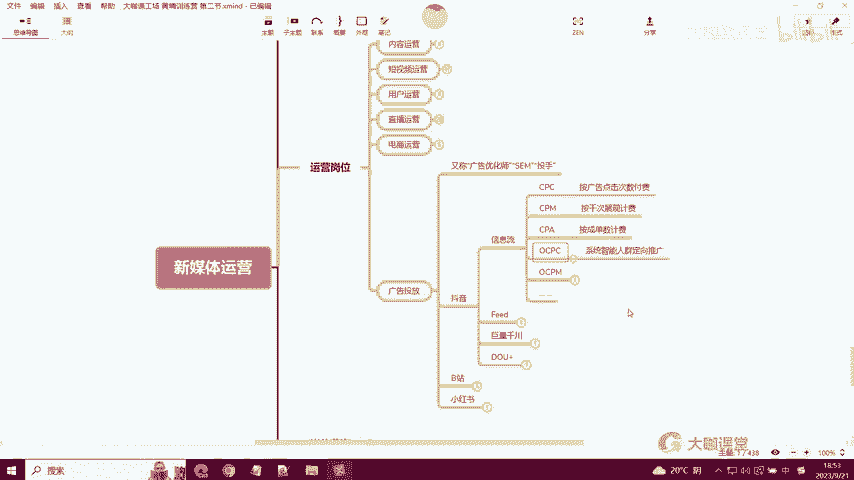 文件 编辑 插入 查看 帮助 大咖课工场 黄埔训练营 第二节.xmind - 已编辑
思维导图 大纲 主题 子主题 联系 概要 外框 笔记 ZEN 分享 格式
bilibili
内容运营
短视频运营
用户运营
直播运营
电商运营
运营岗位
又称"广告优化师""SEM""投手"
CPC 按广告点击次数付费
CPM 按千次展现计费
CPA 按成单数计费
信息流
OCPC 系统智能人群定向推广
新媒体运营
OCPM
广告投放
......
抖音
Feed
巨量千川
DOU+
B站
小红书
大咖课堂
主题: 1 / 438 100%
搜索
20°C 阴
中
18:53
2023/9/21